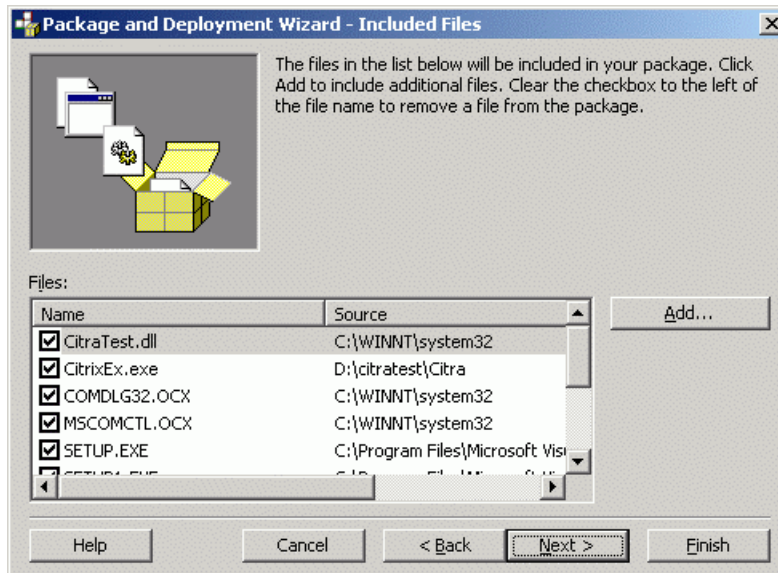 Package and Deployment Wizard - Included Files
The files in the list below will be included in your package. Click
Add to include additional files. Clear the checkbox to the left of
the file name to remove a file from the package.
Files:
Name Source
Add...
CitraTest.dll C:\WINNT\system32
CitrixEx.exe D:\citratest\Citra
COMDLG32.OCX C:\WINNT\system32
MSCOMCTL.OCX C:\WINNT\system32
SETUP.EXE C:\Program Files\Microsoft Visu
Help Cancel < Back Next > Finish